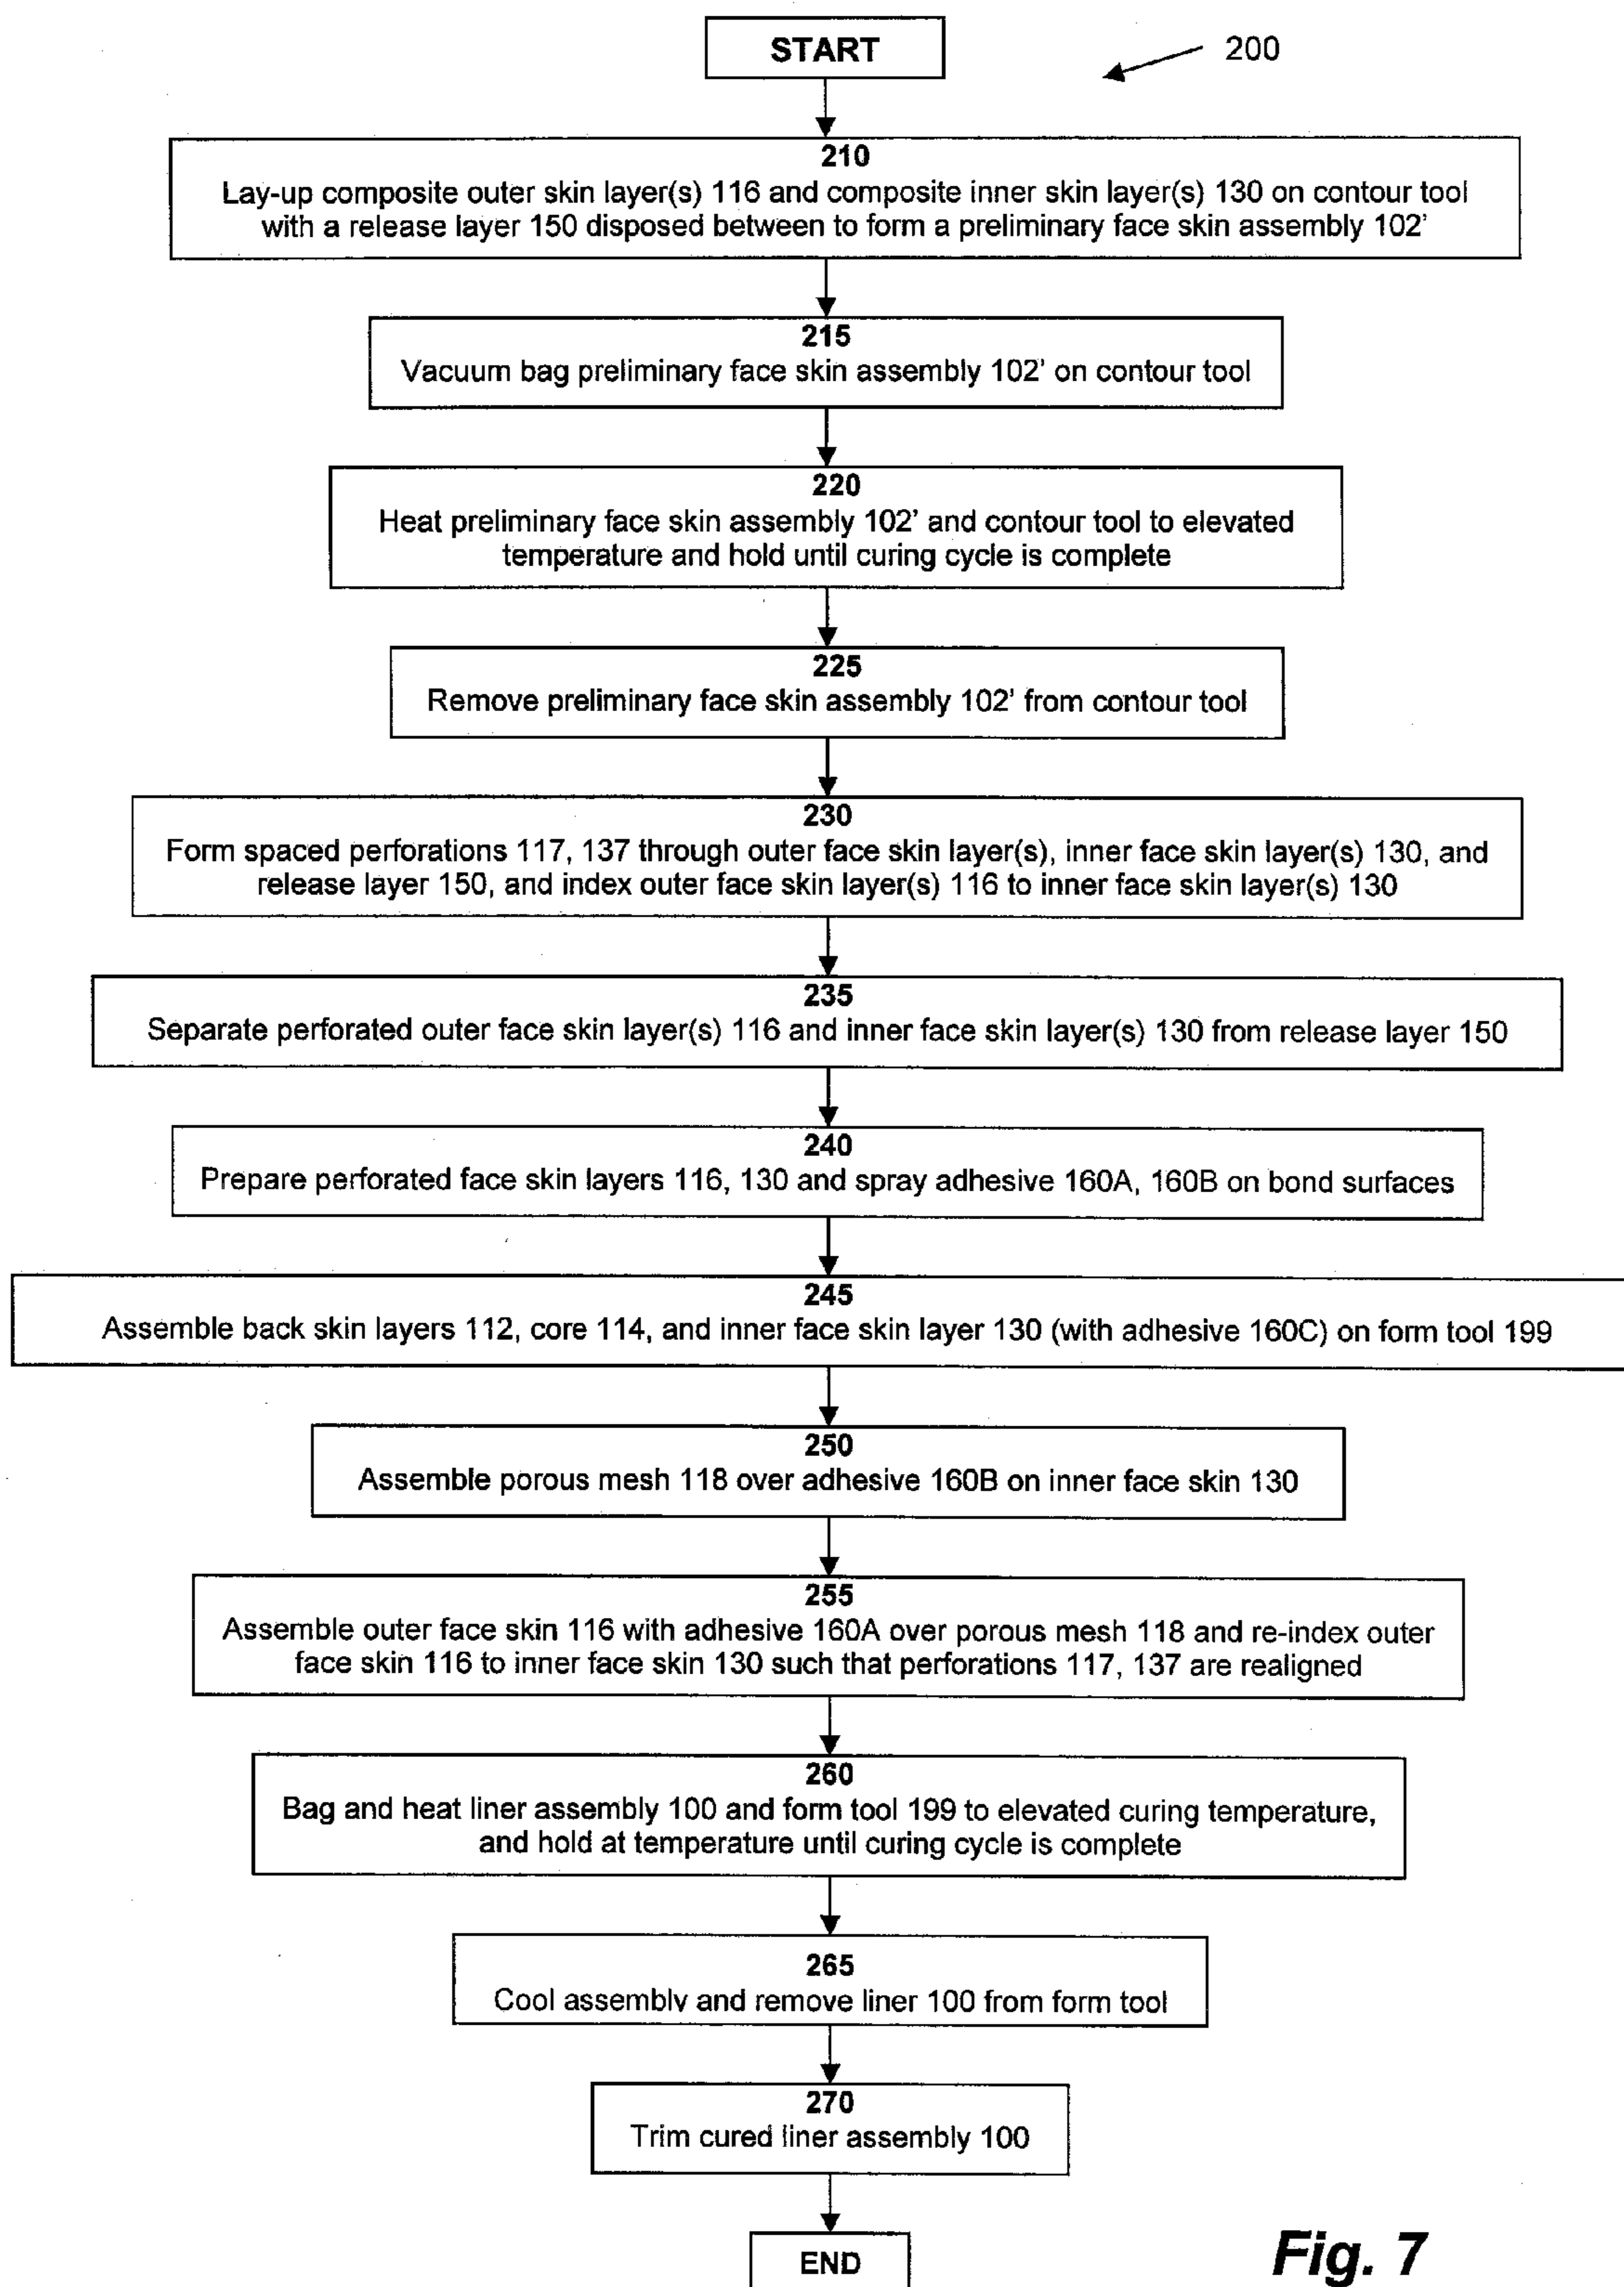 START
200
210
Lay-up composite outer skin layer(s) 116 and composite inner skin layer(s) 130 on contour tool
with a release layer 150 disposed between to form a preliminary face skin assembly 102'
215
Vacuum bag preliminary face skin assembly 102' on contour tool
220
Heat preliminary face skin assembly 102' and contour tool to elevated
temperature and hold until curing cycle is complete
225
Remove preliminary face skin assembly 102' from contour tool
230
Form spaced perforations 117, 137 through outer face skin layer(s), inner face skin layer(s) 130, and
release layer 150, and index outer face skin layer(s) 116 to inner face skin layer(s) 130
235
Separate perforated outer face skin layer(s) 116 and inner face skin layer(s) 130 from release layer 150
240
Prepare perforated face skin layers 116, 130 and spray adhesive 160A, 160B on bond surfaces
245
Assemble back skin layers 112, core 114, and inner face skin layer 130 (with adhesive 160C) on form tool 199
250
Assemble porous mesh 118 over adhesive 160B on inner face skin 130
255
Assemble outer face skin 116 with adhesive 160A over porous mesh 118 and re-index outer
face skin 116 to inner face skin 130 such that perforations 117, 137 are realigned
260
Bag and heat liner assembly 100 and form tool 199 to elevated curing temperature,
and hold at temperature until curing cycle is complete
265
Cool assembly and remove liner 100 from form tool
270
Trim cured liner assembly 100
END
Fig. 7